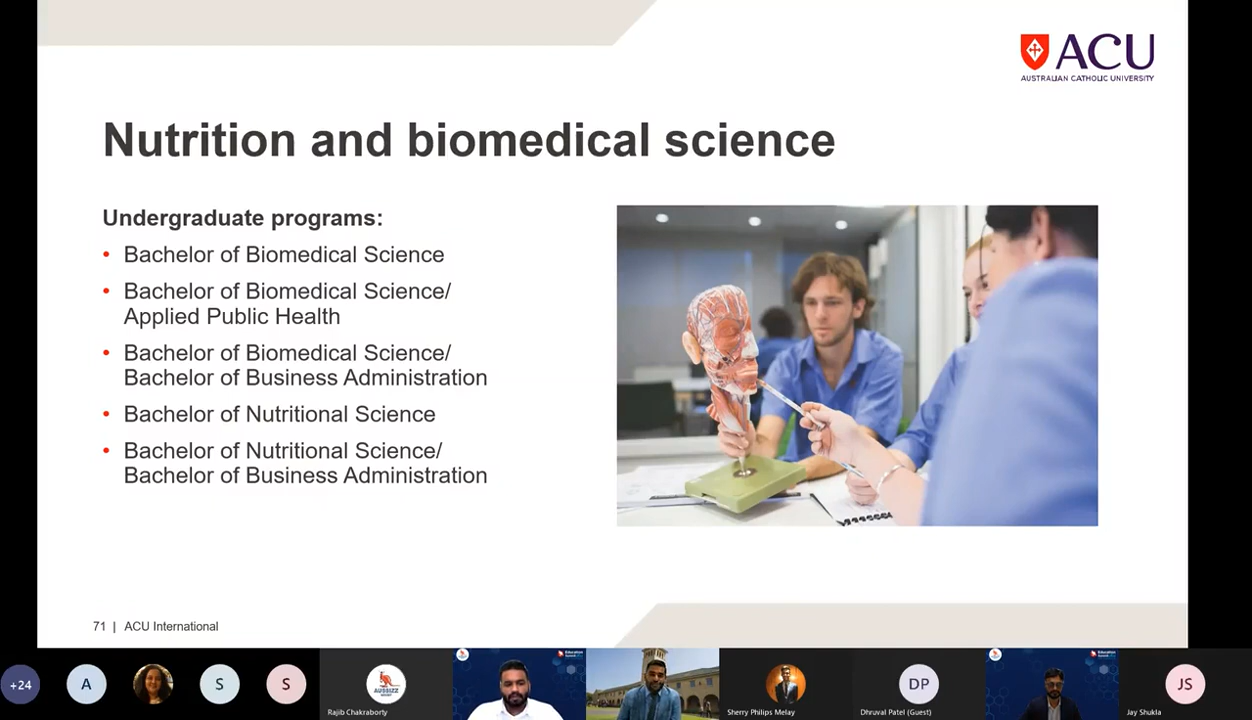 ACU
AUSTRALIAN CATHOLIC UNIVERSITY
Nutrition and biomedical science
Undergraduate programs:
• Bachelor of Biomedical Science
• Bachelor of Biomedical Science/
Applied Public Health
• Bachelor of Biomedical Science/
Bachelor of Business Administration
• Bachelor of Nutritional Science
• Bachelor of Nutritional Science/
Bachelor of Business Administration
71 | ACU International
+24
A
S
S
AUSSIZZ
Rajib Chakraborty
Education
Sherry Philips Melay
DP
Dhruval Patel (Guest)
Education
JS
Jay Shukla